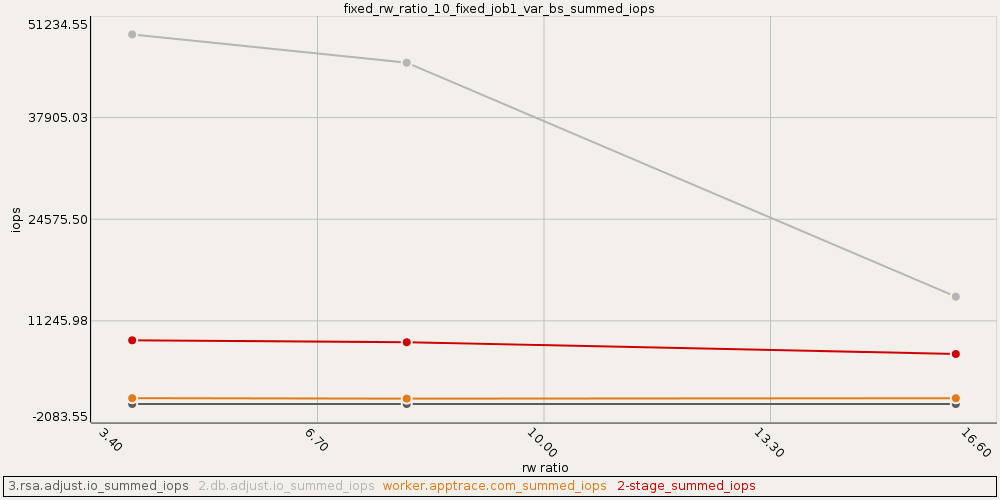 fixed_rw_ratio_10_fixed_job1_var_bs_summed_iops
51234.55
37905.03
24575.50
11245.98
-2083.55
iops
3.40 6.70 10.00 13.30 16.60
rw ratio
3.rsa.adjust.io_summed_iops 2.db.adjust.io_summed_iops worker.apptrace.com_summed_iops 2-stage_summed_iops